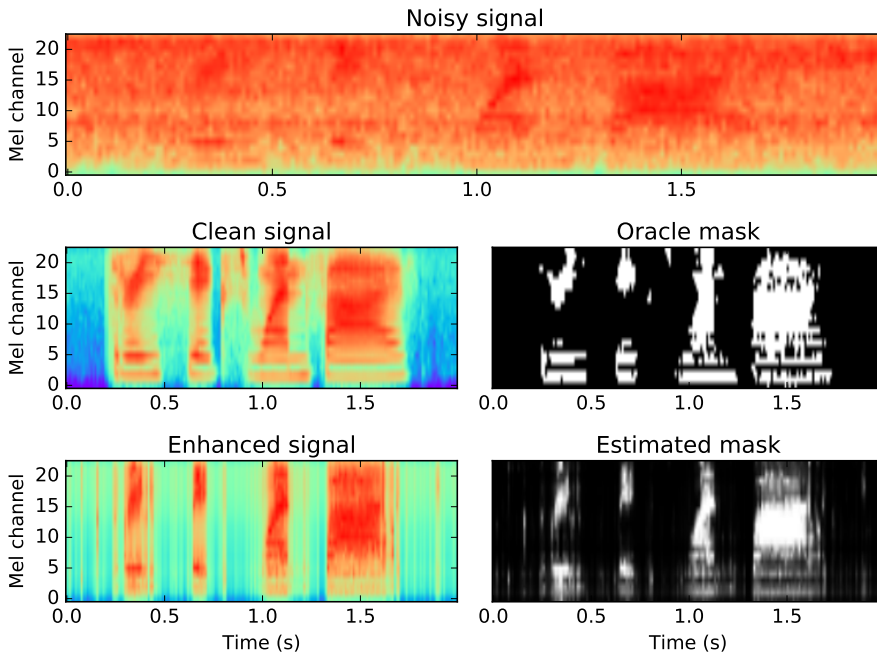 Noisy signal
Mel channel
20
15
10
5
0
0.0 0.5 1.0 1.5
Clean signal
Mel channel
20
15
10
5
0
0.0 0.5 1.0 1.5
Oracle mask
0.0 0.5 1.0 1.5
Enhanced signal
Mel channel
20
15
10
5
0
0.0 0.5 1.0 1.5
Time (s)
Estimated mask
0.0 0.5 1.0 1.5
Time (s)